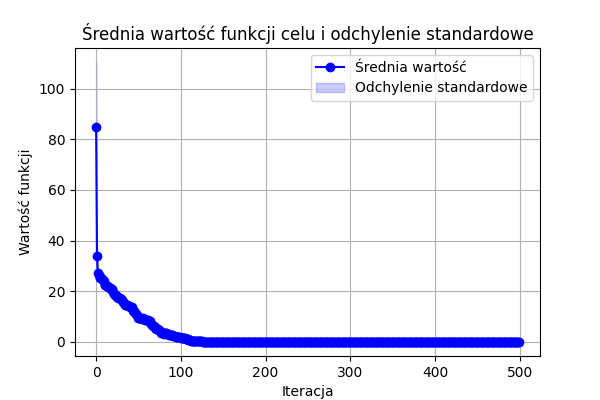 Średnia wartość funkcji celu i odchylenie standardowe
Średnia wartość
Odchylenie standardowe
Wartość funkcji
100
80
60
40
20
0
0 100 200 300 400 500
Iteracja